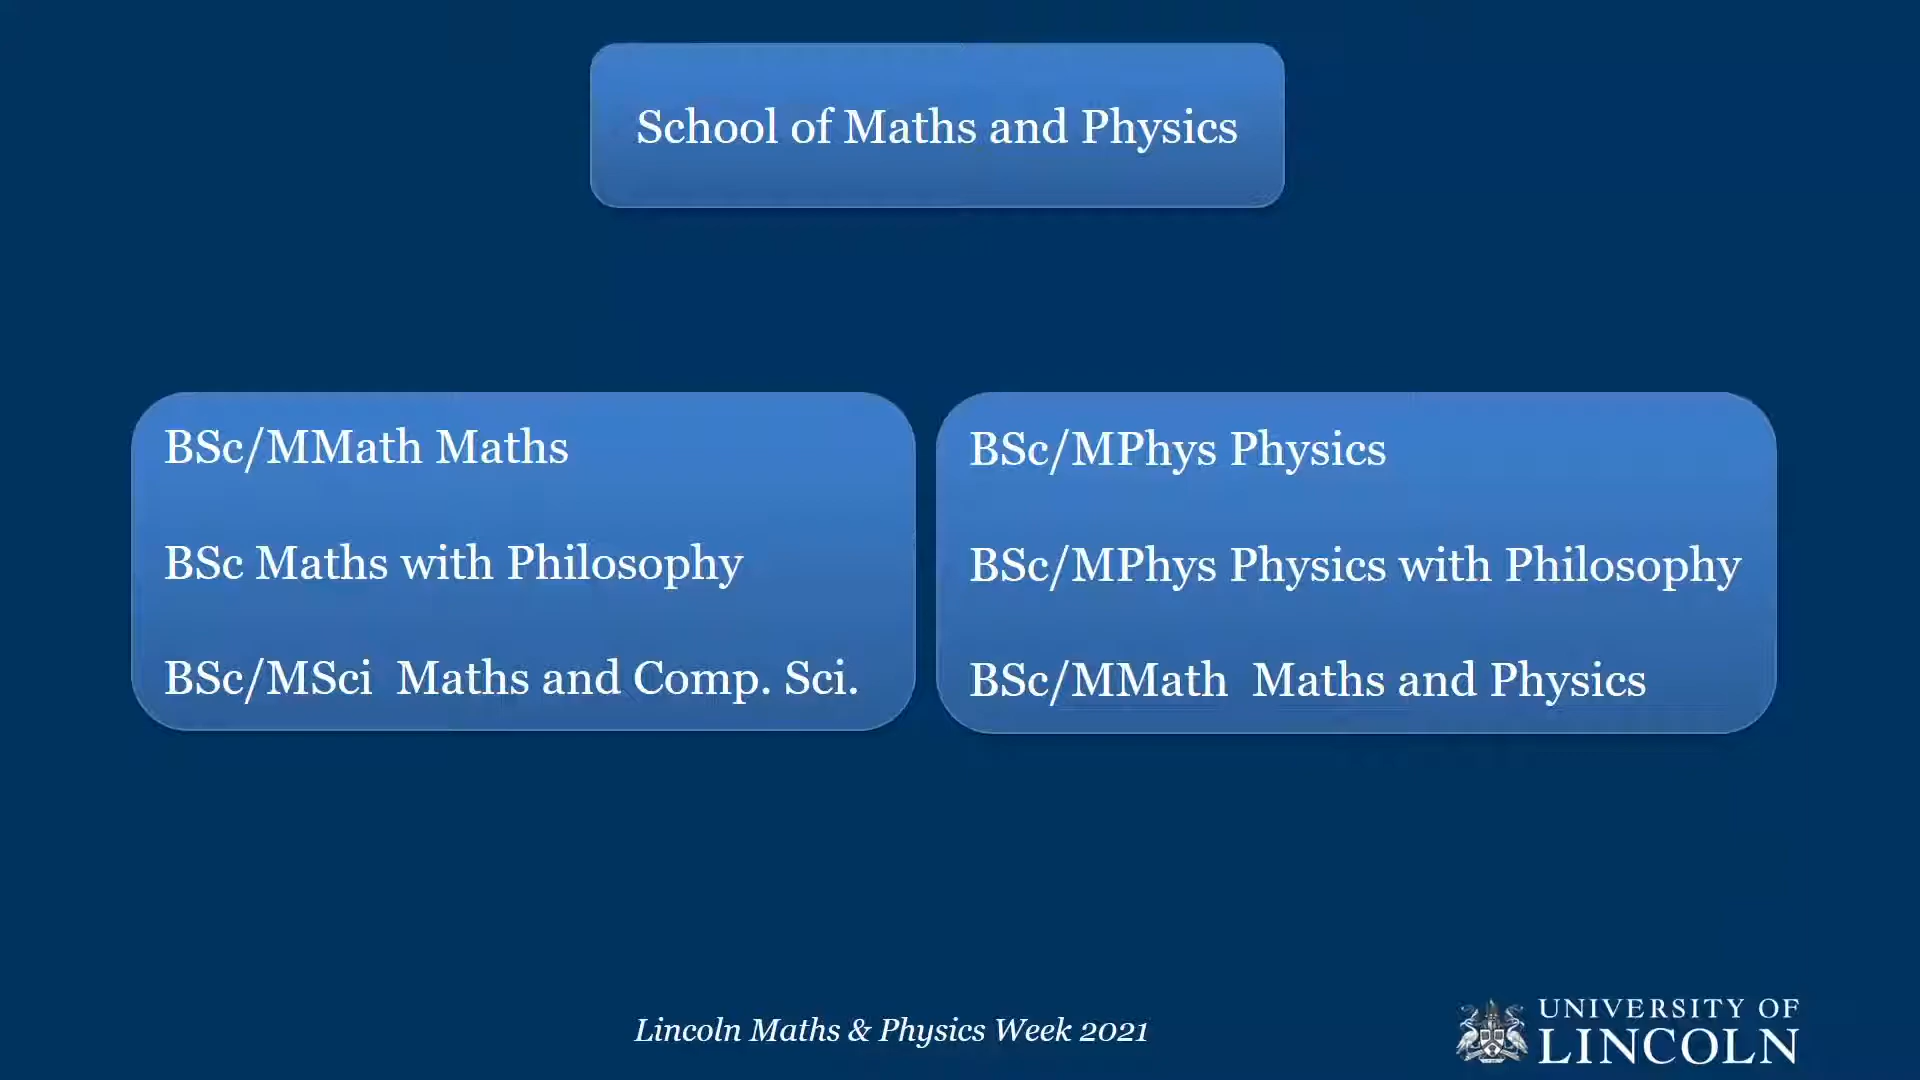 School of Maths and Physics
BSc/MMath Maths
BSc Maths with Philosophy
BSc/MSci  Maths and Comp. Sci.
BSc/MPhys Physics
BSc/MPhys Physics with Philosophy
BSc/MMath  Maths and Physics
Lincoln Maths & Physics Week 2021
UNIVERSITY OF
LINCOLN